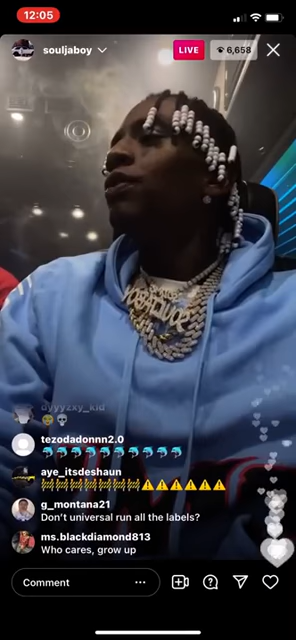 12:05
souljaboy
LIVE
6,658
ayyyzxy_kid
tezodadonnn2.0
aye_itsdeshaun
g_montana21
Don't universal run all the labels?
ms.blackdiamond813
Who cares, grow up
Comment